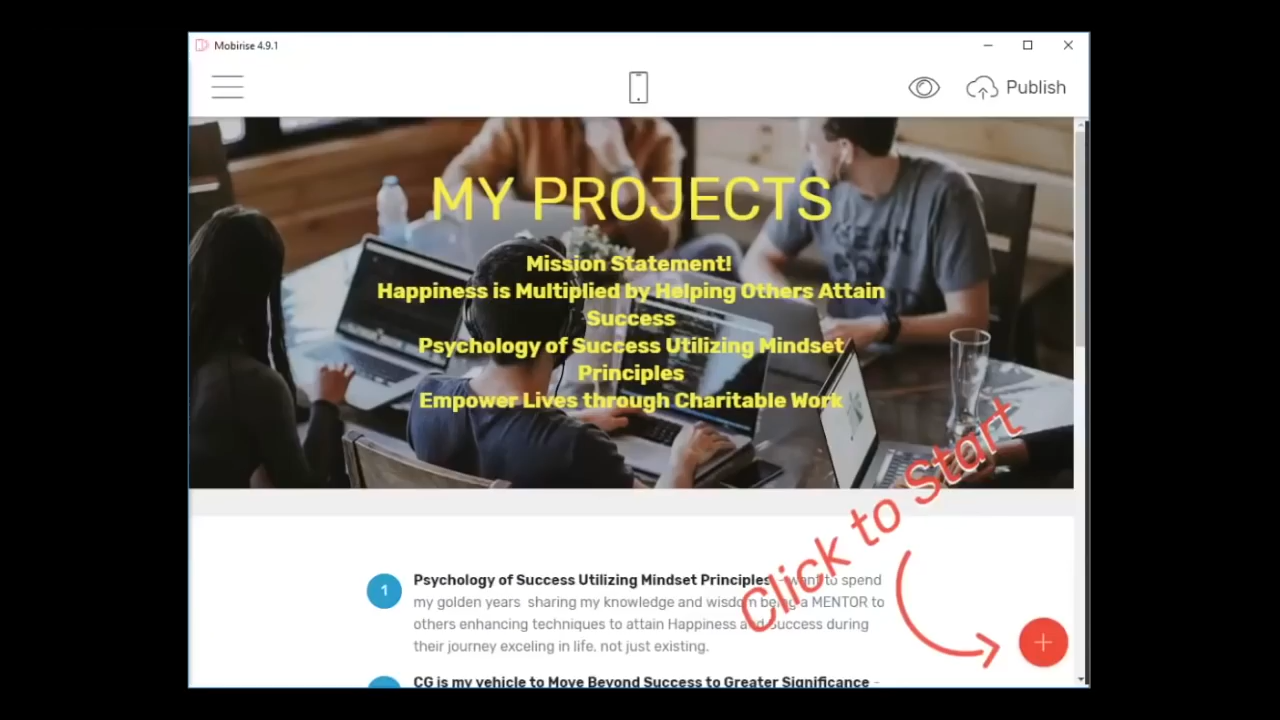 Mobirise 4.9.1
Publish
MY PROJECTS
Mission Statement!
Happiness is Multiplied by Helping Others Attain
Success
Psychology of Success Utilizing Mindset
Principles
Empower Lives through Charitable Work
Click to Start
1
Psychology of Success Utilizing Mindset Principles - want to spend
my golden years sharing my knowledge and wisdom being a MENTOR to
others enhancing techniques to attain Happiness and Success during
their journey exceling in life, not just existing.
CG is my vehicle to Move Beyond Success to Greater Significance -